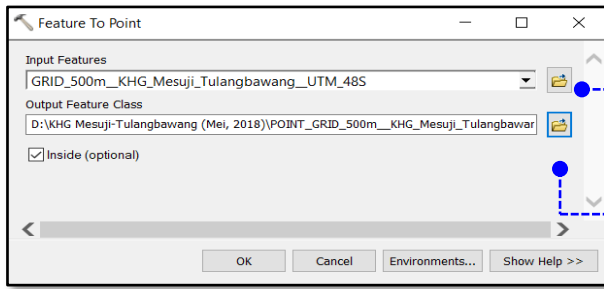 Feature To Point
Input Features
GRID_500m__KHG_Mesuji_Tulangbawang__UTM_48S
Output Feature Class
D:\KHG Mesuji-Tulangbawang (Mei, 2018)\POINT_GRID_500m__KHG_Mesuji_Tulangbawar
Inside (optional)
OK Cancel Environments... Show Help >>